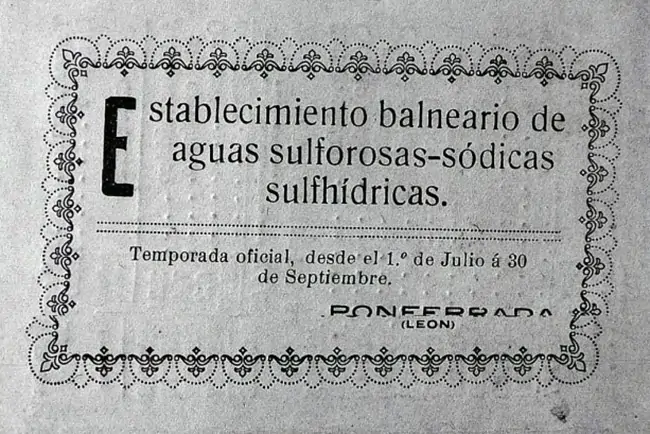 Establecimiento balneario de
aguas sulforosas-sódicas
sulfhídricas.
Temporada oficial, desde el 1.º de Julio á 30
de Septiembre.
PONFERRADA
(LEON)